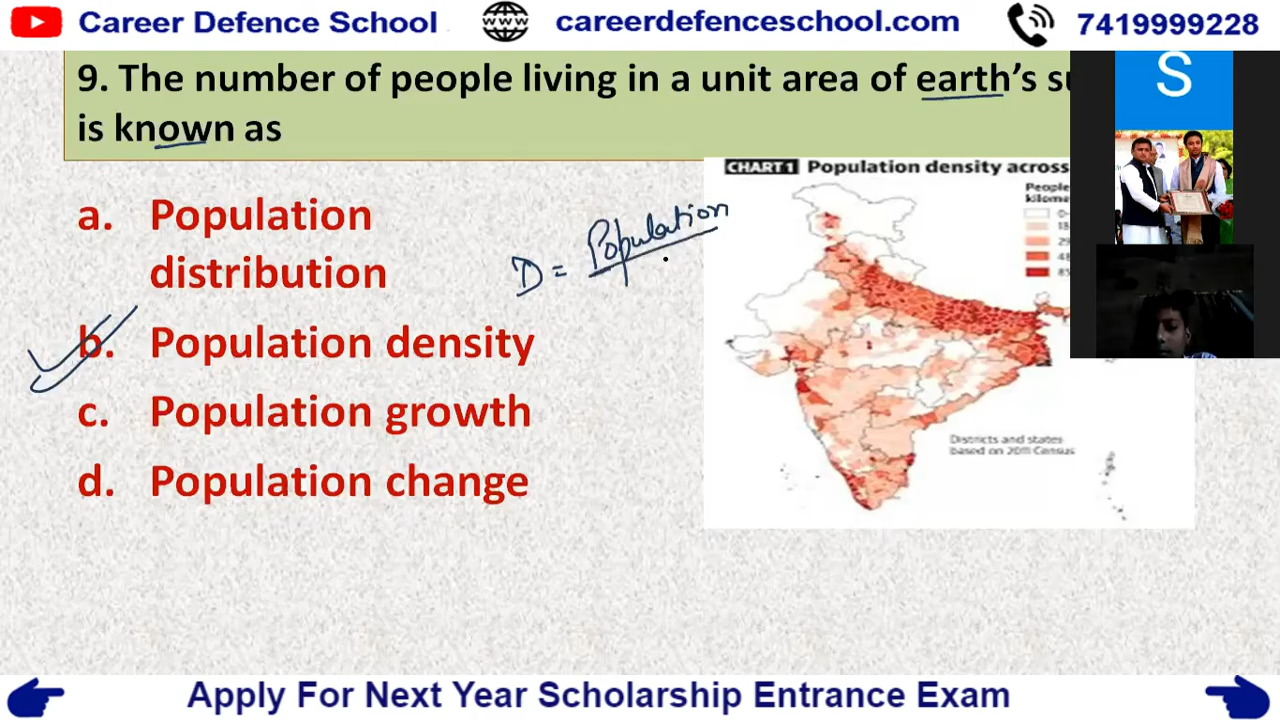 Career Defence School
careerdefenceschool.com
7419999228
9. The number of people living in a unit area of earth's
is known as
S
CHART 1 Population density across
People
kilome
a. Population
distribution
D = Population
b. Population density
c. Population growth
d. Population change
Districts and states
based on 2011 Census
Apply For Next Year Scholarship Entrance Exam